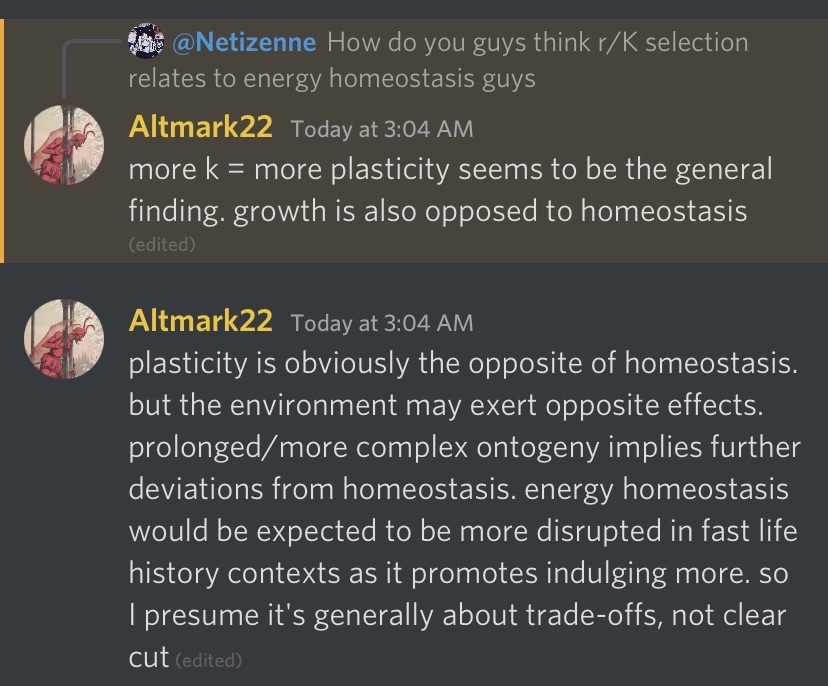 @Netizenne How do you guys think r/K selection
relates to energy homeostasis guys
Altmark22 Today at 3:04 AM
more k = more plasticity seems to be the general
finding. growth is also opposed to homeostasis
(edited)
Altmark22 Today at 3:04 AM
plasticity is obviously the opposite of homeostasis.
but the environment may exert opposite effects.
prolonged/more complex ontogeny implies further
deviations from homeostasis. energy homeostasis
would be expected to be more disrupted in fast life
history contexts as it promotes indulging more. so
I presume it's generally about trade-offs, not clear
cut (edited)